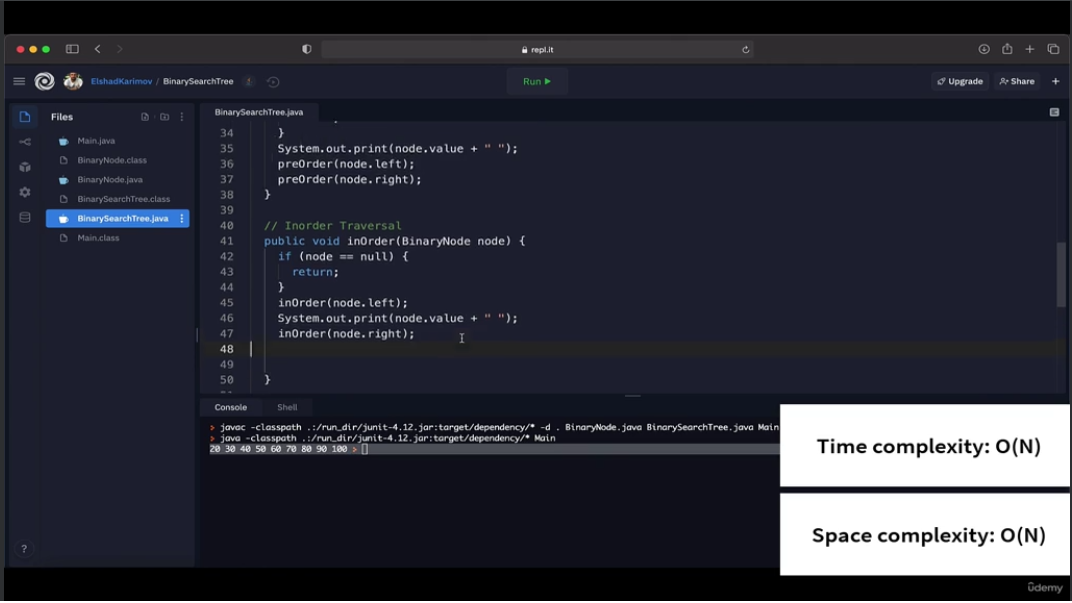 repl.it
ElshadKarimov / BinarySearchTree
Run
Upgrade
Share
Files
Main.java
BinaryNode.class
BinaryNode.java
BinarySearchTree.class
BinarySearchTree.java
Main.class
BinarySearchTree.java
34 }
35 System.out.print(node.value + " ");
36 preOrder(node.left);
37 preOrder(node.right);
38 }
39
40 // Inorder Traversal
41 public void inOrder(BinaryNode node) {
42 if (node == null) {
43 return;
44 }
45 inOrder(node.left);
46 System.out.print(node.value + " ");
47 inOrder(node.right);
48
49
50 }
Console Shell
> javac -classpath .:/run_dir/junit-4.12.jar:target/dependency/* -d . BinaryNode.java BinarySearchTree.java Main
> java -classpath .:/run_dir/junit-4.12.jar:target/dependency/* Main
20 30 40 50 60 70 80 90 100 >
Time complexity: O(N)
Space complexity: O(N)
?
ûdemy